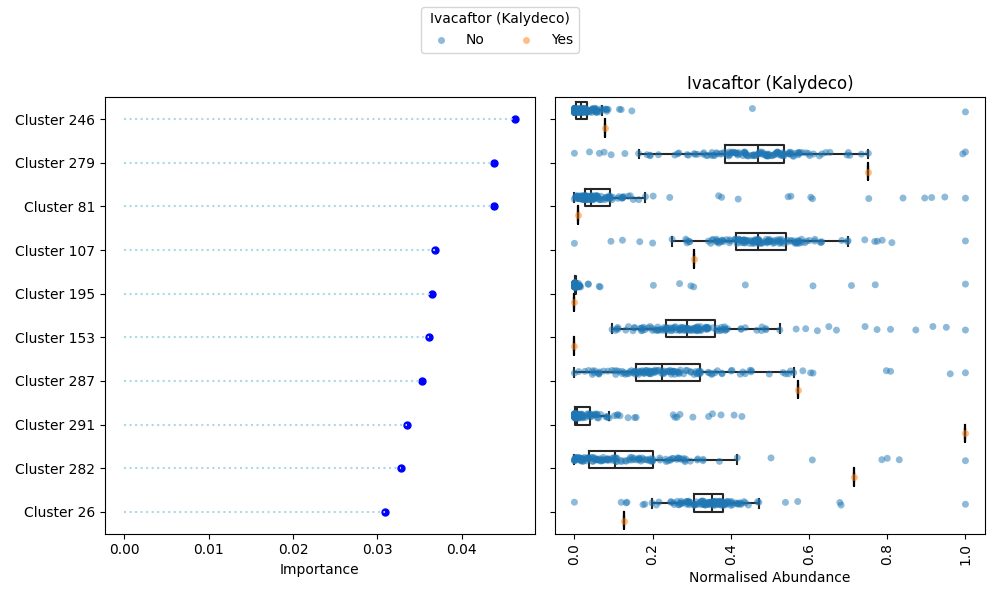 Ivacaftor (Kalydeco)
No Yes
Ivacaftor (Kalydeco)
Cluster 246
Cluster 279
Cluster 81
Cluster 107
Cluster 195
Cluster 153
Cluster 287
Cluster 291
Cluster 282
Cluster 26
0.00 0.01 0.02 0.03 0.04
Importance
0.0 0.2 0.4 0.6 0.8 1.0
Normalised Abundance